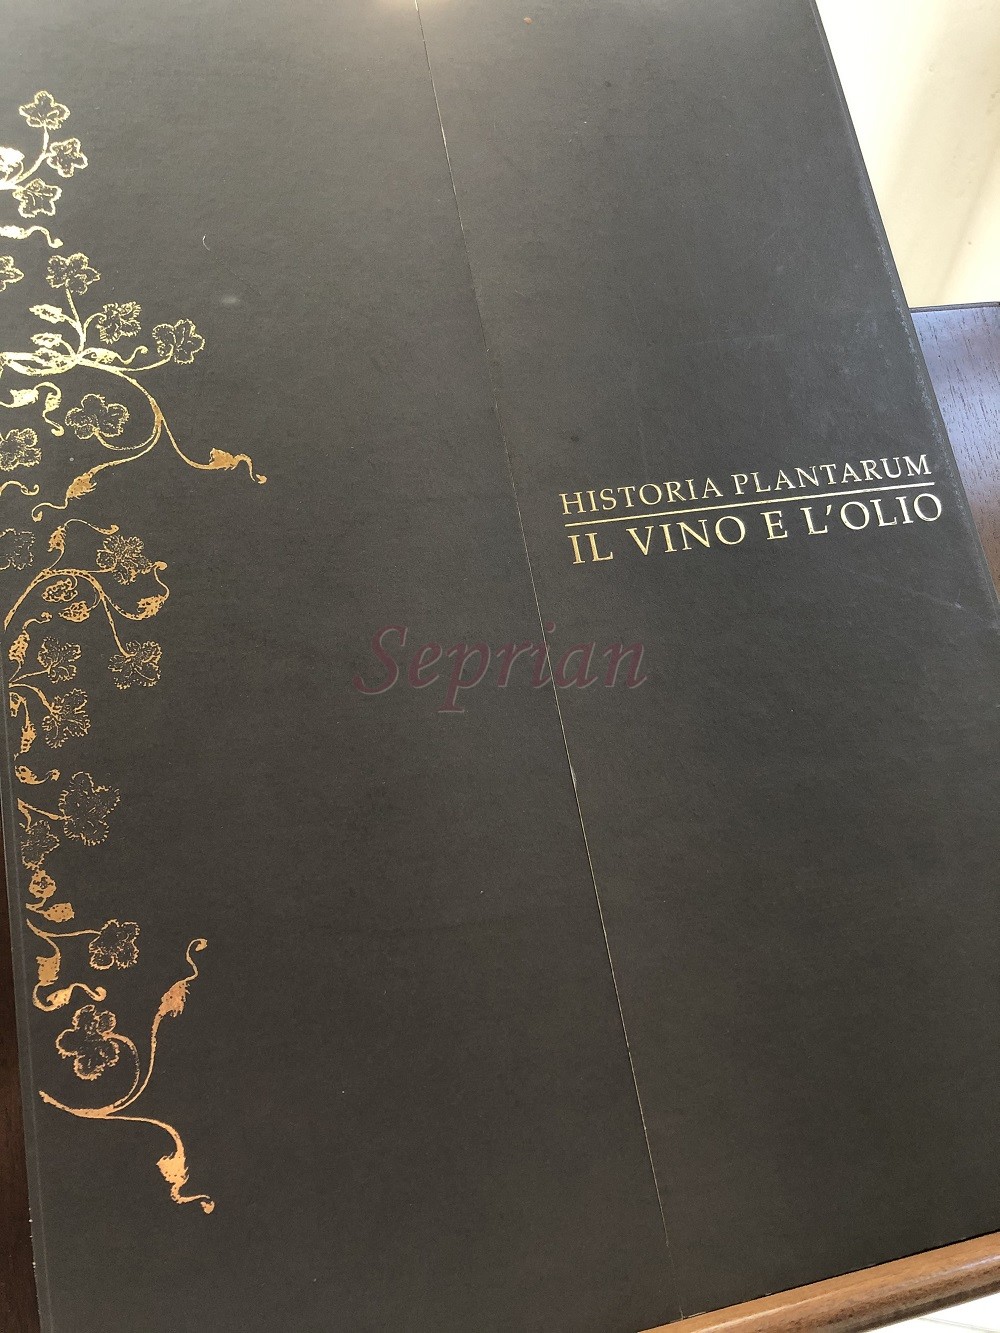 HISTORIA PLANTARUM
IL VINO E L'OLIO
Seprian